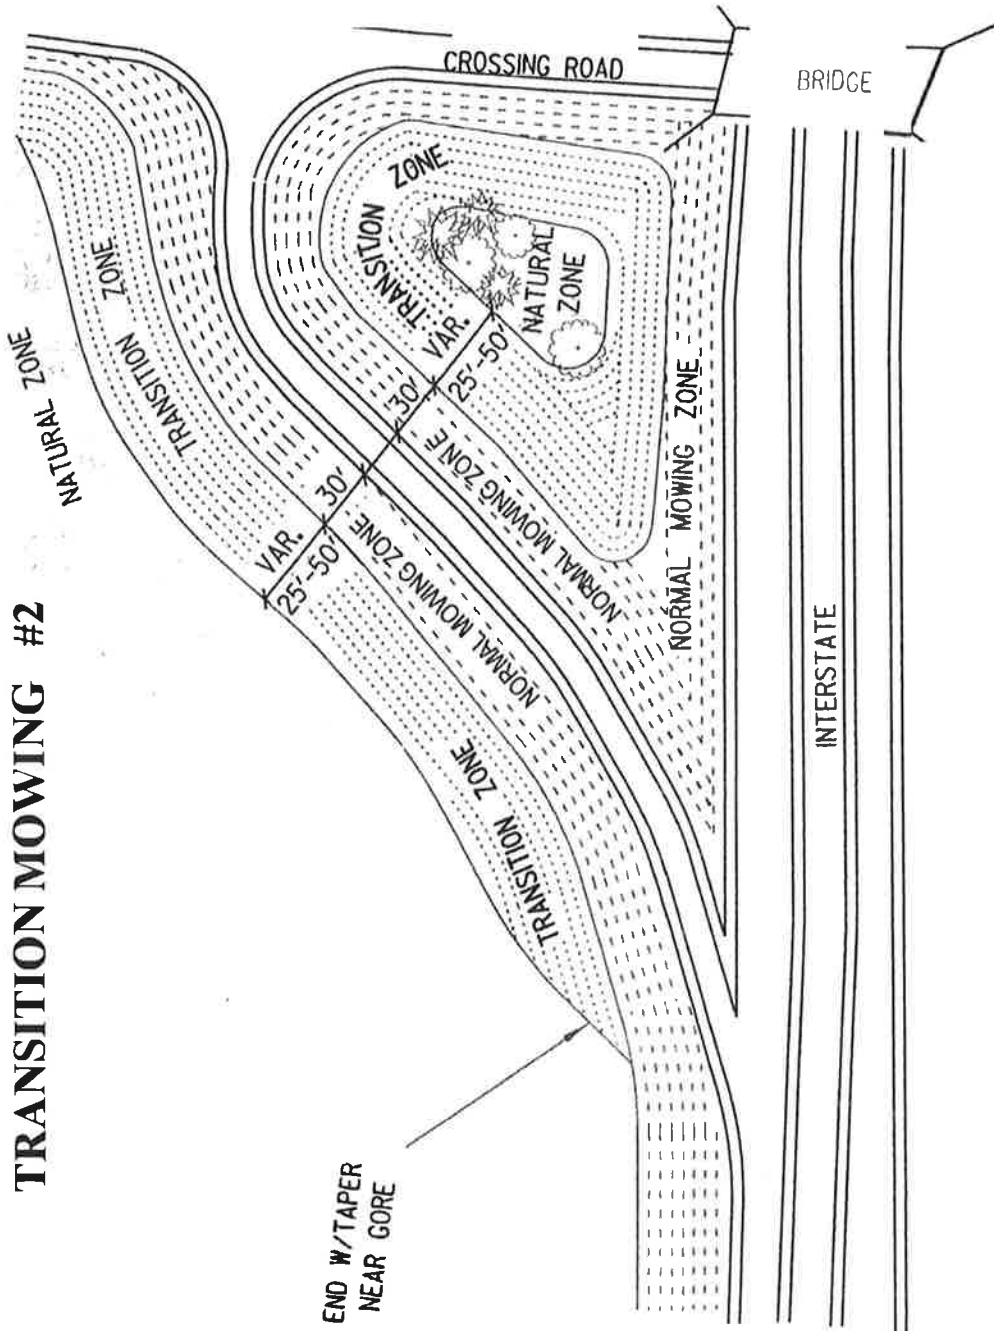 TRANSITION MOWING #2
NATURAL ZONE
TRANSITION ZONE
VAR.
25'-50'
30'
NORMAL MOWING ZONE
TRANSITION ZONE
END W/TAPER
NEAR GORE
CROSSING ROAD
BRIDGE
TRANSITION ZONE
NATURAL
ZONE
VAR.
25'-50'
30'
NORMAL MOWING ZONE
NORMAL MOWING ZONE
INTERSTATE